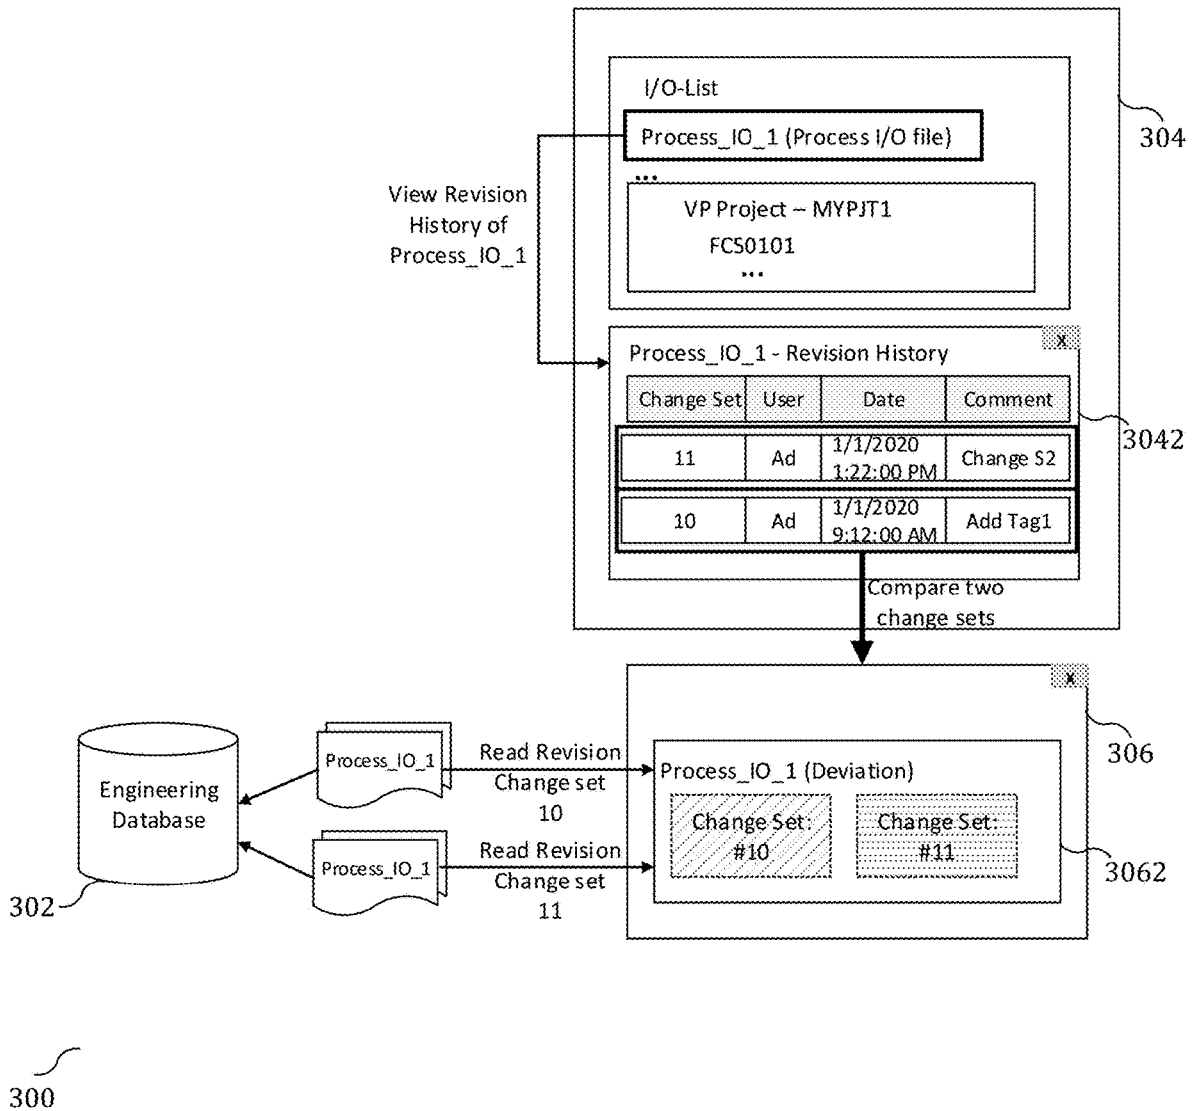 I/O-List
304
Process_IO_1 (Process I/O file)
...
View Revision
History of
Process_IO_1
VP Project – MYPJT1
FCS0101
...
x
Process_IO_1 - Revision History
Change Set User Date Comment
3042
11 Ad 1/1/2020 1:22:00 PM Change S2
10 Ad 1/1/2020 9:12:00 AM Add Tag1
Compare two
change sets
x
306
Engineering
Database
302
Process_IO_1
Read Revision
Change set
10
Process_IO_1
Read Revision
Change set
11
Process_IO_1 (Deviation)
Change Set:
#10
Change Set:
#11
3062
300